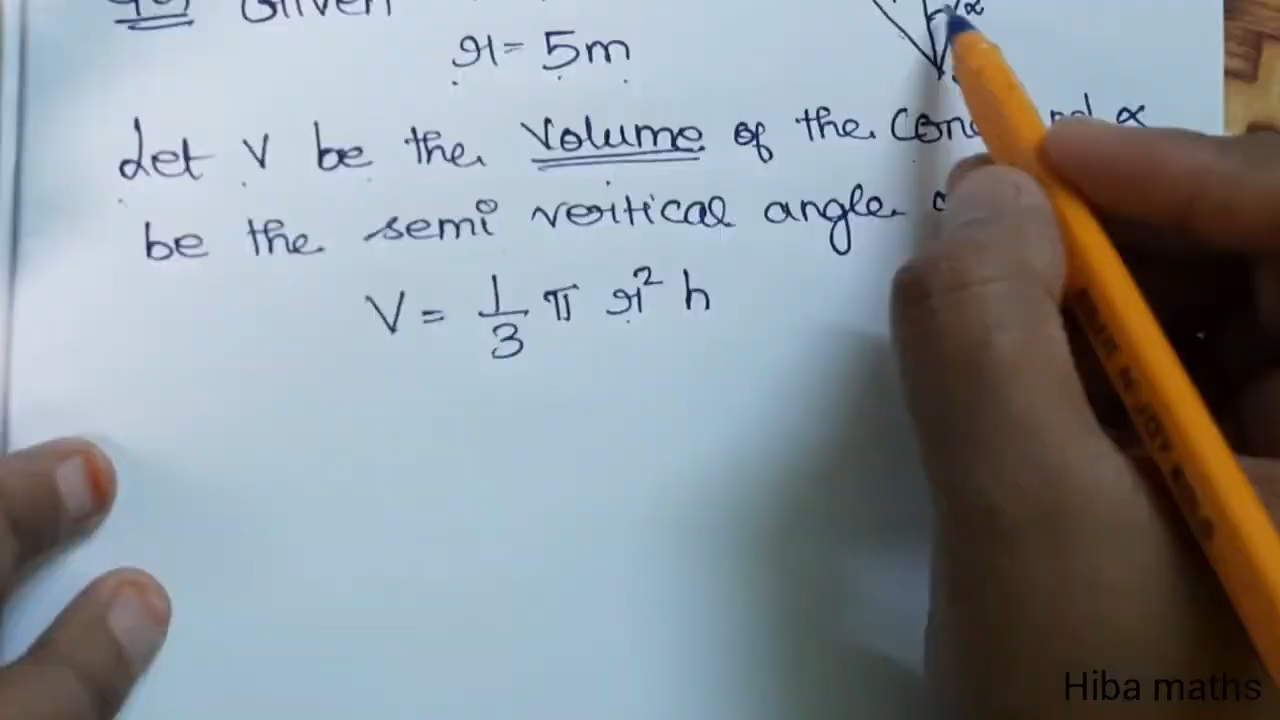 Given
α
r = 5m
Let V be the Volume of the Cone and α
be the semi veritical angle
V = 1/3 π r² h
Hiba maths